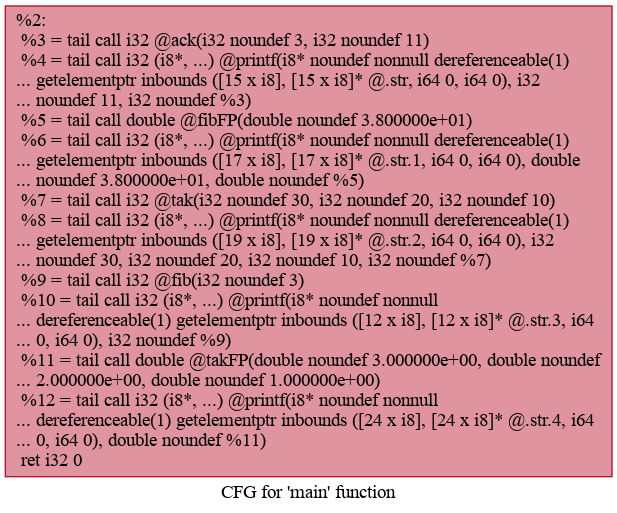 %2:
%3 = tail call i32 @ack(i32 noundef 3, i32 noundef 11)
%4 = tail call i32 (i8*, ...) @printf(i8* noundef nonnull dereferenceable(1)
... getelementptr inbounds ([15 x i8], [15 x i8]* @.str, i64 0, i64 0), i32
... noundef 11, i32 noundef %3)
%5 = tail call double @fibFP(double noundef 3.800000e+01)
%6 = tail call i32 (i8*, ...) @printf(i8* noundef nonnull dereferenceable(1)
... getelementptr inbounds ([17 x i8], [17 x i8]* @.str.1, i64 0, i64 0), double
... noundef 3.800000e+01, double noundef %5)
%7 = tail call i32 @tak(i32 noundef 30, i32 noundef 20, i32 noundef 10)
%8 = tail call i32 (i8*, ...) @printf(i8* noundef nonnull dereferenceable(1)
... getelementptr inbounds ([19 x i8], [19 x i8]* @.str.2, i64 0, i64 0), i32
... noundef 30, i32 noundef 20, i32 noundef 10, i32 noundef %7)
%9 = tail call i32 @fib(i32 noundef 3)
%10 = tail call i32 (i8*, ...) @printf(i8* noundef nonnull
... dereferenceable(1) getelementptr inbounds ([12 x i8], [12 x i8]* @.str.3, i64
... 0, i64 0), i32 noundef %9)
%11 = tail call double @takFP(double noundef 3.000000e+00, double noundef
... 2.000000e+00, double noundef 1.000000e+00)
%12 = tail call i32 (i8*, ...) @printf(i8* noundef nonnull
... dereferenceable(1) getelementptr inbounds ([24 x i8], [24 x i8]* @.str.4, i64
... 0, i64 0), double noundef %11)
ret i32 0
CFG for 'main' function